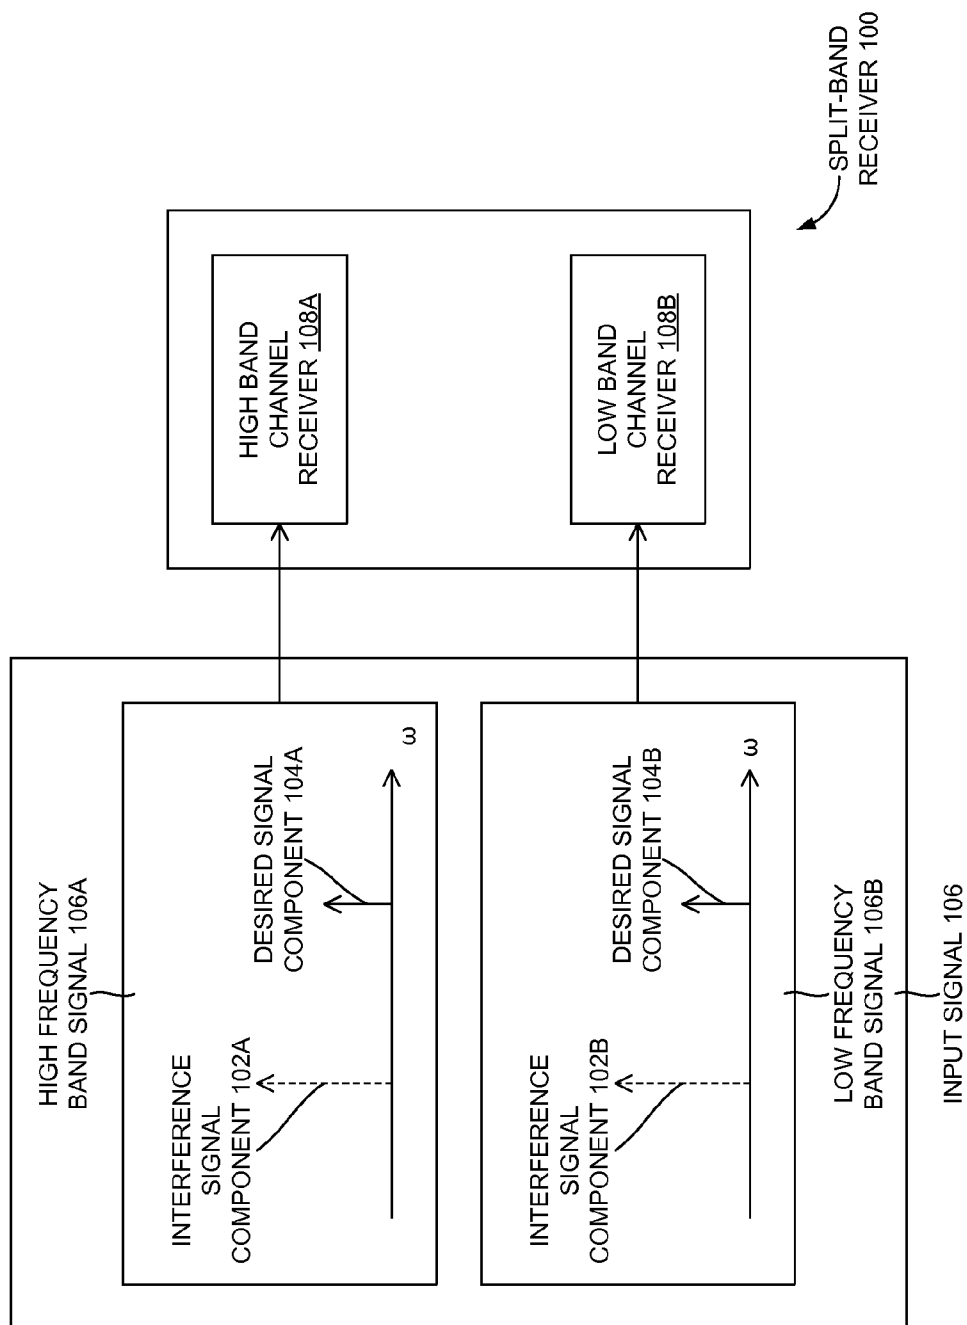 HIGH FREQUENCY
BAND SIGNAL 106A
INTERFERENCE
SIGNAL
COMPONENT 102A
DESIRED SIGNAL
COMPONENT 104A
ω
HIGH BAND
CHANNEL
RECEIVER 108A
INTERFERENCE
SIGNAL
COMPONENT 102B
DESIRED SIGNAL
COMPONENT 104B
ω
LOW BAND
CHANNEL
RECEIVER 108B
LOW FREQUENCY
BAND SIGNAL 106B
INPUT SIGNAL 106
SPLIT-BAND
RECEIVER 100